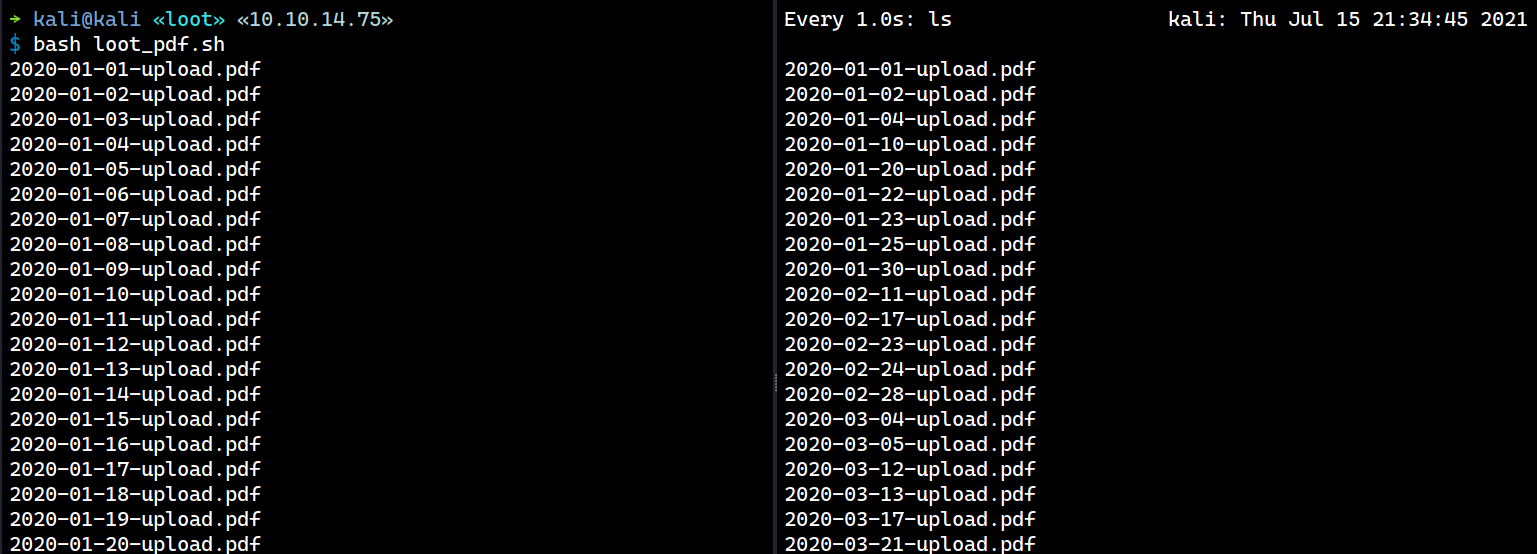 → kali@kali «loot» «10.10.14.75»
$ bash loot_pdf.sh
2020-01-01-upload.pdf
2020-01-02-upload.pdf
2020-01-03-upload.pdf
2020-01-04-upload.pdf
2020-01-05-upload.pdf
2020-01-06-upload.pdf
2020-01-07-upload.pdf
2020-01-08-upload.pdf
2020-01-09-upload.pdf
2020-01-10-upload.pdf
2020-01-11-upload.pdf
2020-01-12-upload.pdf
2020-01-13-upload.pdf
2020-01-14-upload.pdf
2020-01-15-upload.pdf
2020-01-16-upload.pdf
2020-01-17-upload.pdf
2020-01-18-upload.pdf
2020-01-19-upload.pdf
2020-01-20-upload.pdf
Every 1.0s: ls kali: Thu Jul 15 21:34:45 2021
2020-01-01-upload.pdf
2020-01-02-upload.pdf
2020-01-04-upload.pdf
2020-01-10-upload.pdf
2020-01-20-upload.pdf
2020-01-22-upload.pdf
2020-01-23-upload.pdf
2020-01-25-upload.pdf
2020-01-30-upload.pdf
2020-02-11-upload.pdf
2020-02-17-upload.pdf
2020-02-23-upload.pdf
2020-02-24-upload.pdf
2020-02-28-upload.pdf
2020-03-04-upload.pdf
2020-03-05-upload.pdf
2020-03-12-upload.pdf
2020-03-13-upload.pdf
2020-03-17-upload.pdf
2020-03-21-upload.pdf